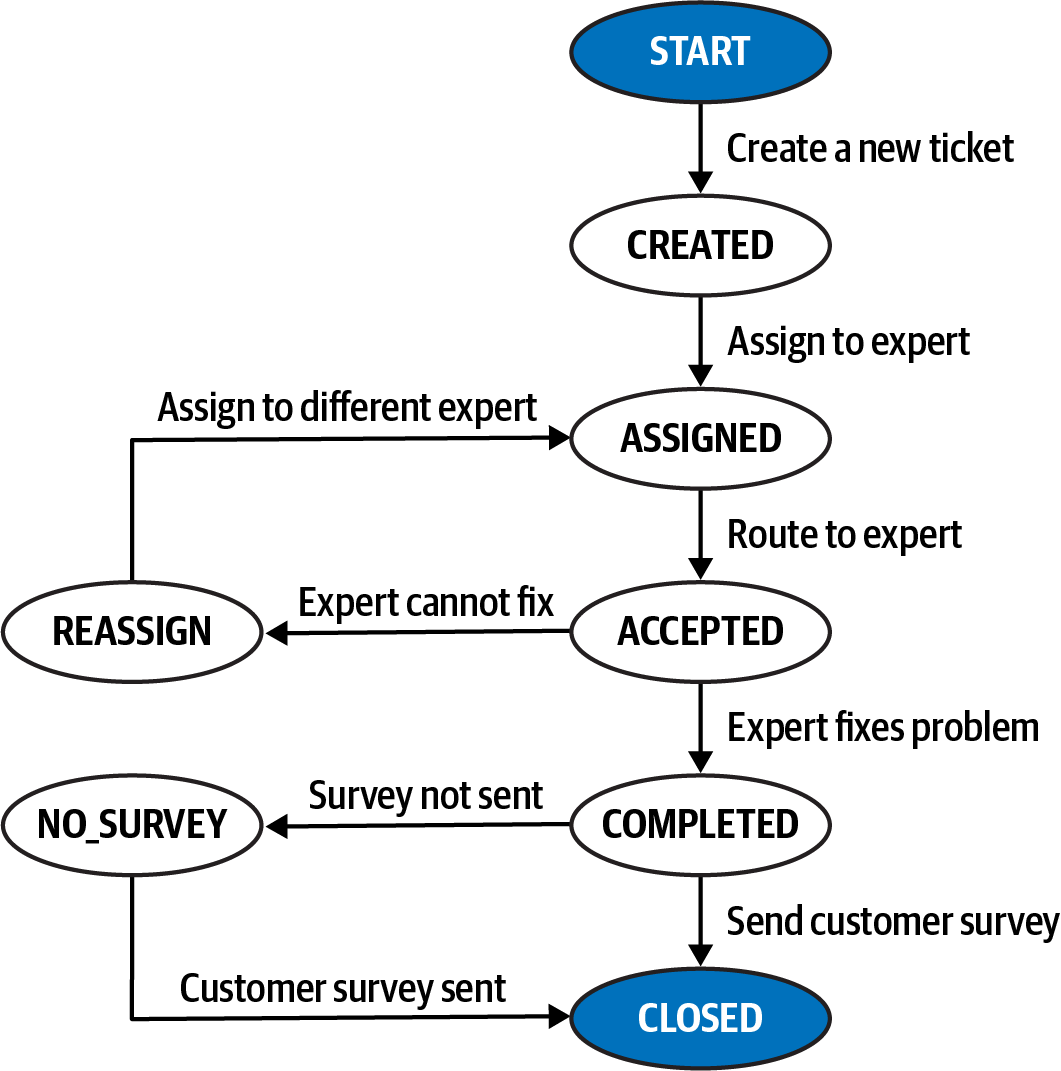 START
Create a new ticket
CREATED
Assign to expert
Assign to different expert
ASSIGNED
Route to expert
REASSIGN
Expert cannot fix
ACCEPTED
Expert fixes problem
NO_SURVEY
Survey not sent
COMPLETED
Send customer survey
Customer survey sent
CLOSED